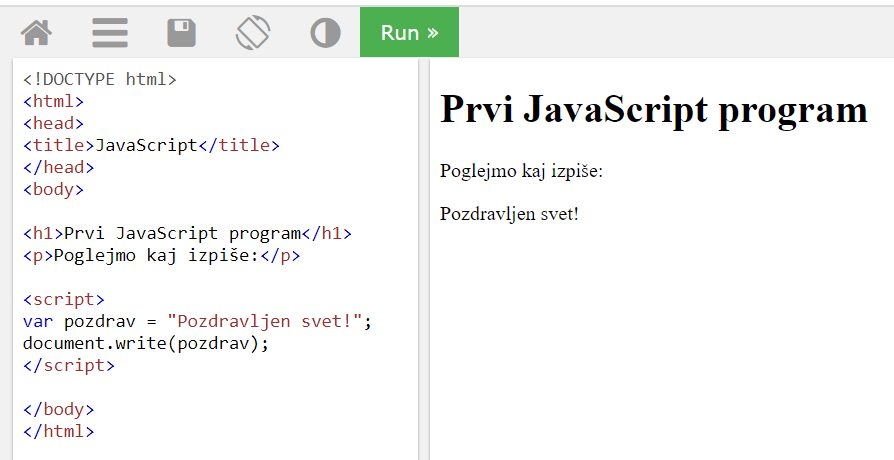 Run »
<!DOCTYPE html>
<html>
<head>
<title>JavaScript</title>
</head>
<body>
<h1>Prvi JavaScript program</h1>
<p>Poglejmo kaj izpiše:</p>
<script>
var pozdrav = "Pozdravljen svet!";
document.write(pozdrav);
</script>
</body>
</html>
Prvi JavaScript program
Poglejmo kaj izpiše:
Pozdravljen svet!